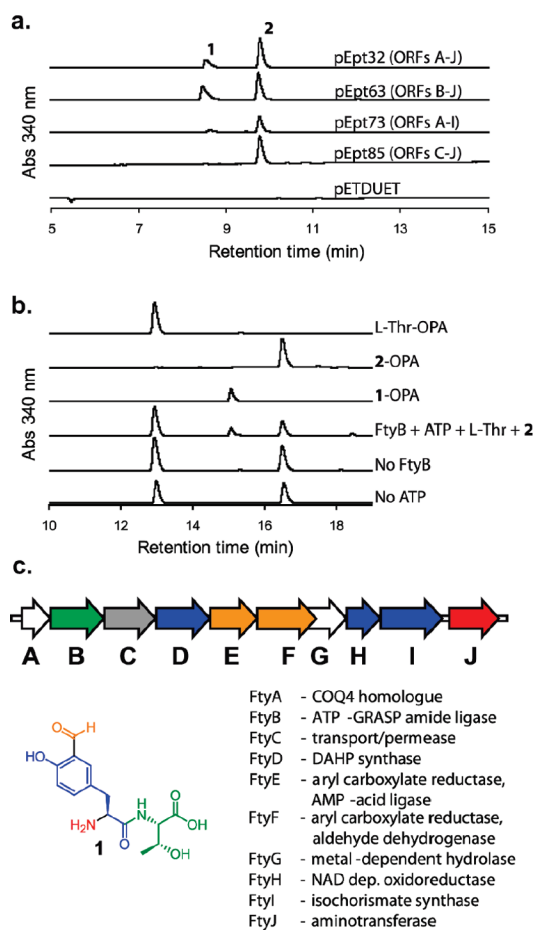 a.
1
2
pEpt32 (ORFs A-J)
pEpt63 (ORFs B-J)
pEpt73 (ORFs A-I)
pEpt85 (ORFs C-J)
pETDUET
Abs 340 nm
5 7 9 11 13 15
Retention time (min)
b.
L-Thr-OPA
2-OPA
1-OPA
FtyB + ATP + L-Thr + 2
No FtyB
No ATP
Abs 340 nm
10 12 14 16 18
Retention time (min)
c.
A B C D E F G H I J
FtyA - COQ4 homologue
FtyB - ATP -GRASP amide ligase
FtyC - transport/permease
FtyD - DAHP synthase
FtyE - aryl carboxylate reductase,
AMP -acid ligase
FtyF - aryl carboxylate reductase,
aldehyde dehydrogenase
FtyG - metal -dependent hydrolase
FtyH - NAD dep. oxidoreductase
FtyI - isochorismate synthase
FtyJ - aminotransferase
O
H
HO
H
N
O
OH
H2N
O
OH
1